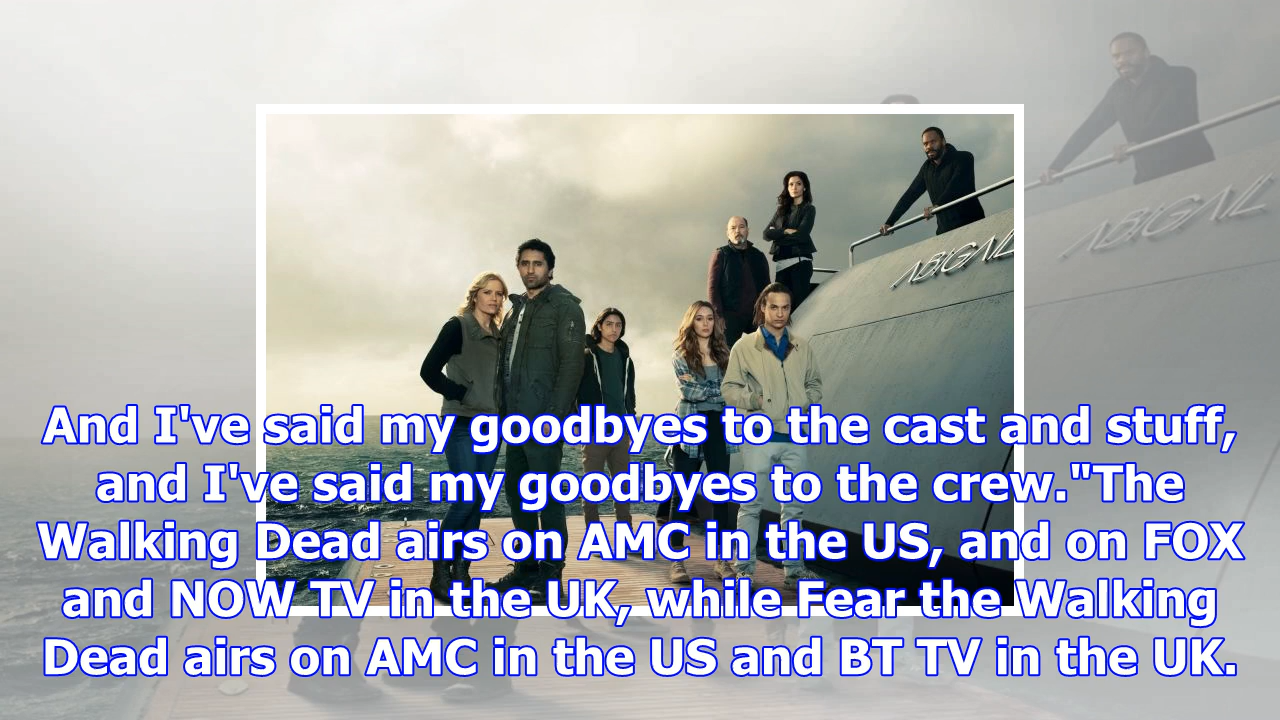 ABIGAIL
ABIGAIL
And I've said my goodbyes to the cast and stuff,
and I've said my goodbyes to the crew."The
Walking Dead airs on AMC in the US, and on FOX
and NOW TV in the UK, while Fear the Walking
Dead airs on AMC in the US and BT TV in the UK.